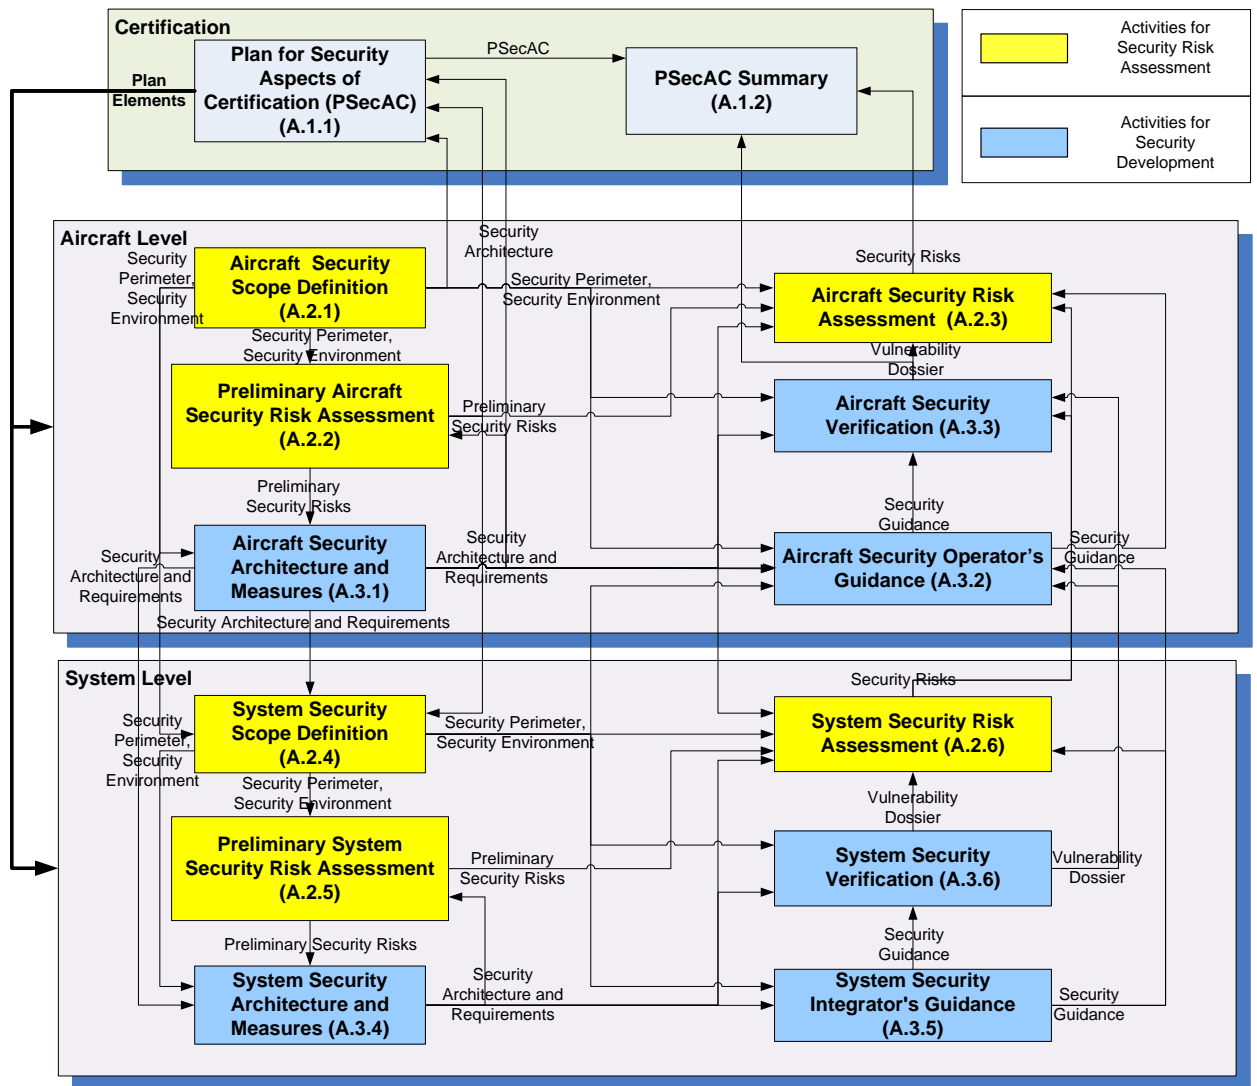 Certification
Plan for Security
Aspects of
Certification (PSecAC)
(A.1.1)
PSecAC
PSecAC Summary
(A.1.2)
Plan
Elements
Activities for
Security Risk
Assessment
Activities for
Security
Development
Aircraft Level
Security
Perimeter,
Security
Environment
Aircraft  Security
Scope Definition
(A.2.1)
Security
Architecture
Security Perimeter,
Security Environment
Security Risks
Aircraft Security Risk
Assessment  (A.2.3)
Security Perimeter,
Security Environment
Vulnerability
Dossier
Preliminary Aircraft
Security Risk Assessment
(A.2.2)
Preliminary
Security Risks
Aircraft Security
Verification (A.3.3)
Preliminary
Security Risks
Security
Guidance
Security
Architecture and
Requirements
Aircraft Security
Architecture and
Measures (A.3.1)
Security
Architecture and
Requirements
Aircraft Security Operator's
Guidance (A.3.2)
Security
Guidance
Security Architecture and Requirements
System Level
Security
Perimeter,
Security
Environment
System Security
Scope Definition
(A.2.4)
Security Perimeter,
Security Environment
Security Risks
System Security Risk
Assessment (A.2.6)
Security Perimeter,
Security Environment
Vulnerability
Dossier
Preliminary System
Security Risk Assessment
(A.2.5)
Preliminary
Security Risks
System Security
Verification (A.3.6)
Vulnerability
Dossier
Preliminary Security Risks
Security
Guidance
System Security
Architecture and
Measures (A.3.4)
Security
Architecture and
Requirements
System Security
Integrator's Guidance
(A.3.5)
Security
Guidance